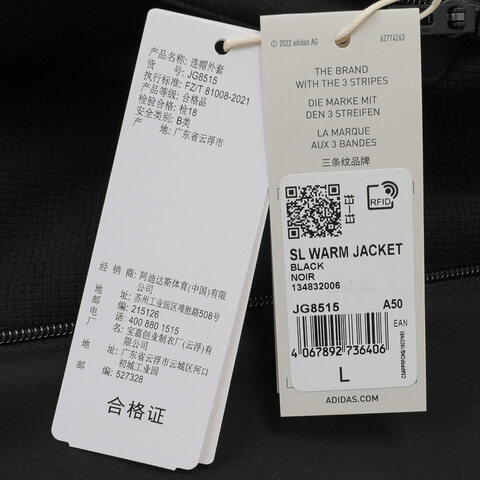 产品名称: 连帽外套
货 号: JG8515
执行标准: FZ/T 81008-2021
产品等级: 合格品
检验合格: 检18
安全类别: B类
产 地: 广东省云浮市
经 销 商: 阿迪达斯体育(中国)有限
公司
地 址: 苏州工业园区唯胜路508号
邮 编: 215126
电 话: 400 880 1515
厂 名: 宝嘉创业制衣厂(云浮)有
限公司
厂 址: 广东省云浮市云城区河口
初城工业园
邮 编: 527328
合格证
© 2022 adidas AG
62774263
THE BRAND
WITH THE 3 STRIPES
DIE MARKE MIT
DEN 3 STREIFEN
LA MARQUE
AUX 3 BANDES
三条纹品牌
RFID
SL WARM JACKET
BLACK
NOIR
134832006
JG8515 A50
EAN
4 067892 736406
L
ADIDAS.COM